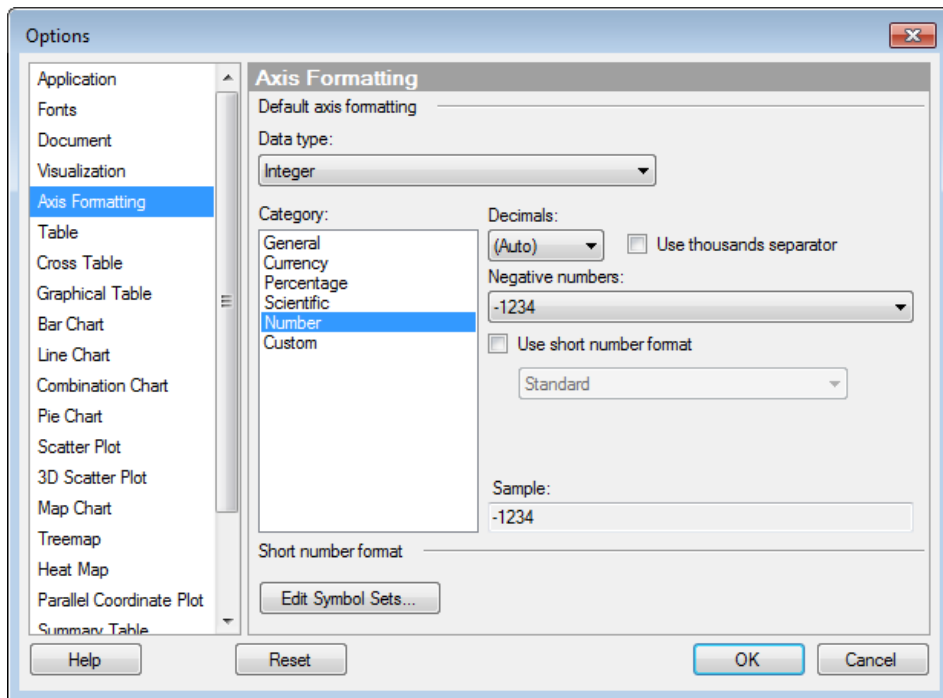 Options
Application
Fonts
Document
Visualization
Axis Formatting
Table
Cross Table
Graphical Table
Bar Chart
Line Chart
Combination Chart
Pie Chart
Scatter Plot
3D Scatter Plot
Map Chart
Treemap
Heat Map
Parallel Coordinate Plot
Summary Table
Axis Formatting
Default axis formatting
Data type:
Integer
Category:
General
Currency
Percentage
Scientific
Number
Custom
Decimals:
(Auto)
Use thousands separator
Negative numbers:
-1234
Use short number format
Standard
Sample:
-1234
Short number format
Edit Symbol Sets...
Help
Reset
OK
Cancel